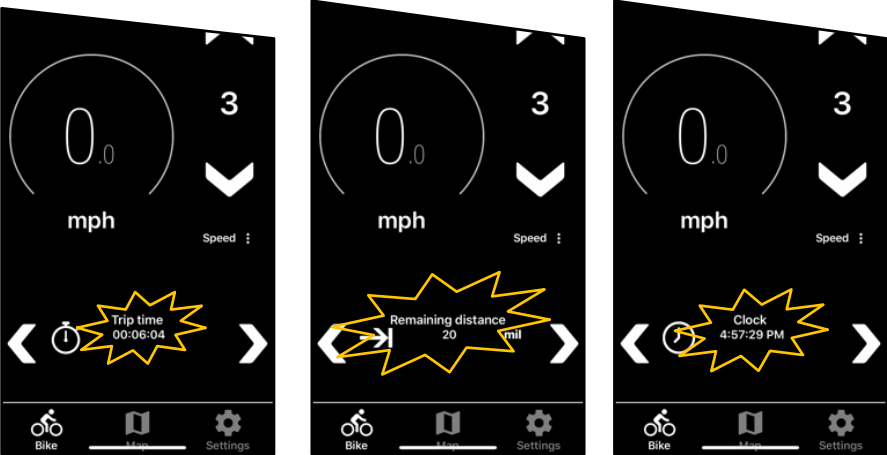 3
0.0
mph
Speed
Trip time
00:06:04
Bike
Map
Settings
3
0.0
mph
Speed
Remaining distance
20 mil
Bike
Map
Settings
3
0.0
mph
Speed
Clock
4:57:29 PM
Bike
Map
Settings